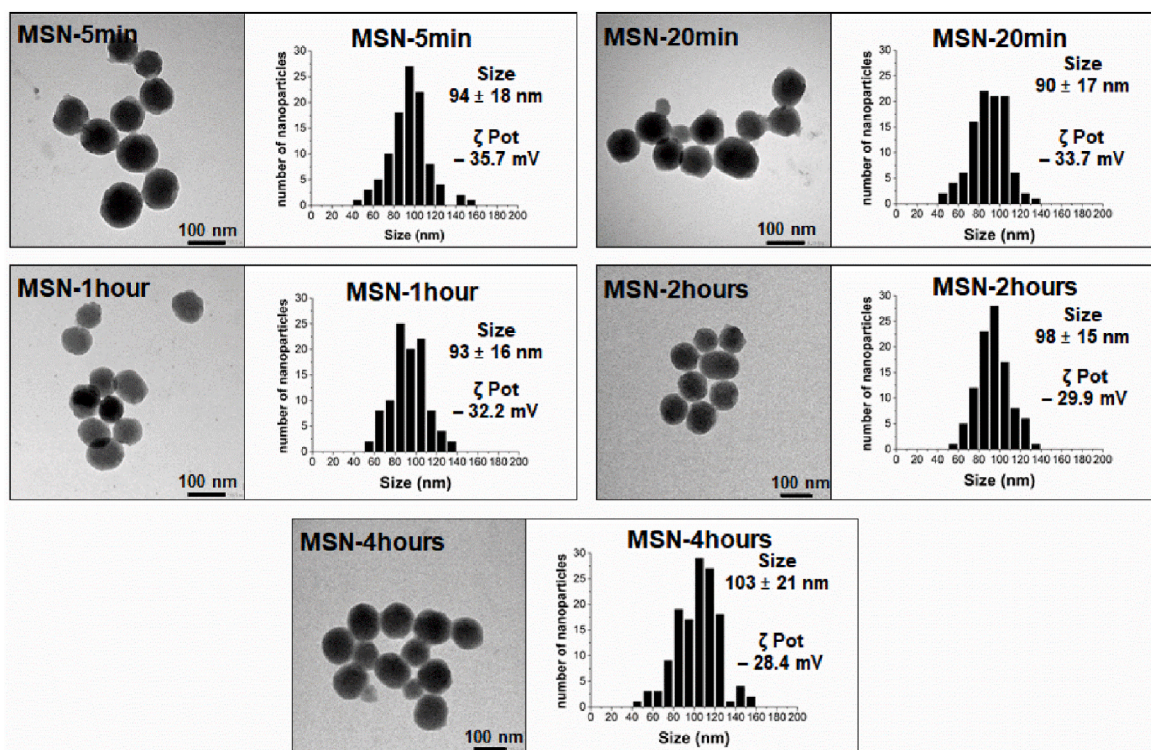 MSN-5min
100 nm
MSN-5min
Size
94 ± 18 nm
ζ Pot
– 35.7 mV
number of nanoparticles
30
25
20
15
10
5
0
0 20 40 60 80 100 120 140 160 180 200
Size (nm)
MSN-20min
100 nm
MSN-20min
Size
90 ± 17 nm
ζ Pot
– 33.7 mV
number of nanoparticles
30
25
20
15
10
5
0
0 20 40 60 80 100 120 140 160 180 200
Size (nm)
MSN-1hour
100 nm
MSN-1hour
Size
93 ± 16 nm
ζ Pot
– 32.2 mV
number of nanoparticles
30
25
20
15
10
5
0
0 20 40 60 80 100 120 140 160 180 200
Size (nm)
MSN-2hours
100 nm
MSN-2hours
Size
98 ± 15 nm
ζ Pot
– 29.9 mV
number of nanoparticles
30
25
20
15
10
5
0
0 20 40 60 80 100 120 140 160 180 200
Size (nm)
MSN-4hours
100 nm
MSN-4hours
Size
103 ± 21 nm
ζ Pot
– 28.4 mV
number of nanoparticles
30
25
20
15
10
5
0
0 20 40 60 80 100 120 140 160 180 200
Size (nm)